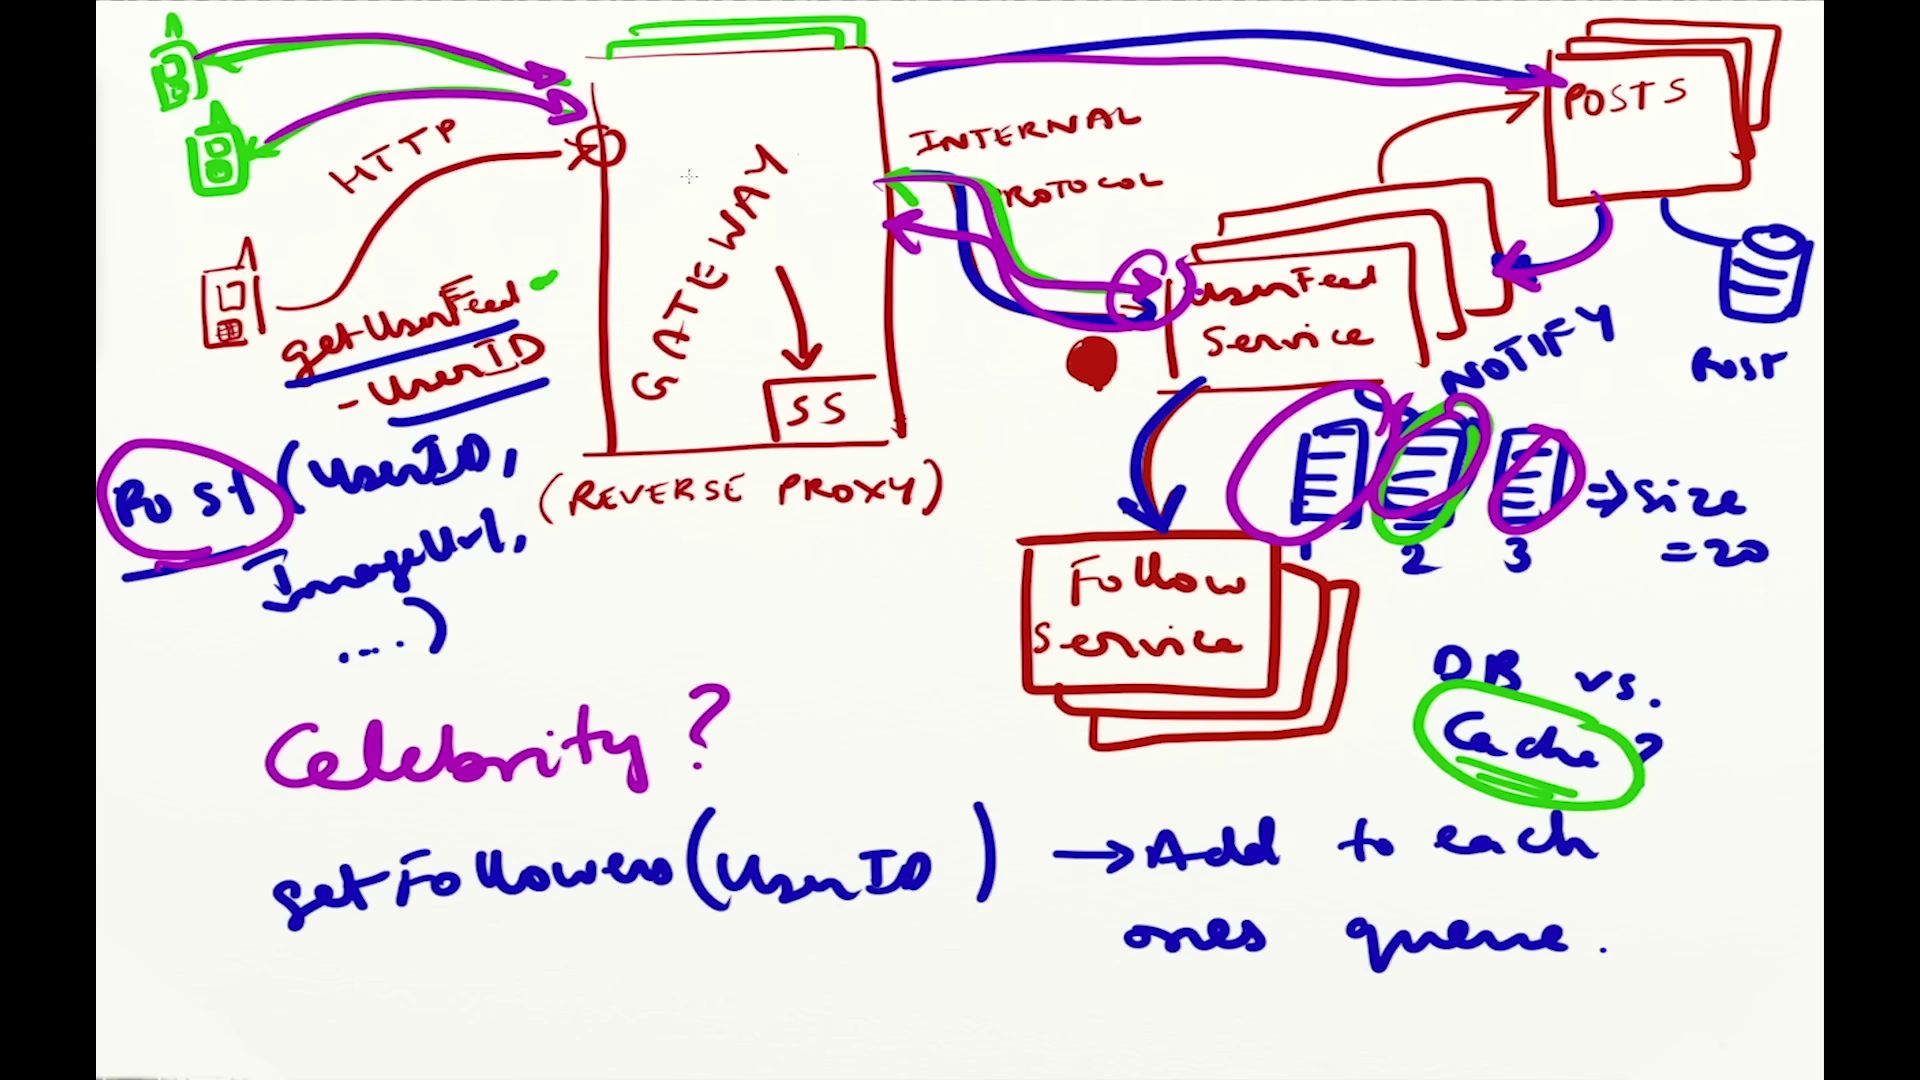 POSTS
INTERNAL
PROTOCOL
HTTP
GATEWAY
getUserFeed
- UserID
UserFeed
Service
SS
NOTIFY
Post
(REVERSE PROXY)
Post (UserID,
ImageUrl,
....)
1 2 3
=> size
= 20
Follow
Service
DB vs.
Cache?
Celebrity?
getFollowers(UserID) → Add to each
ones queue.